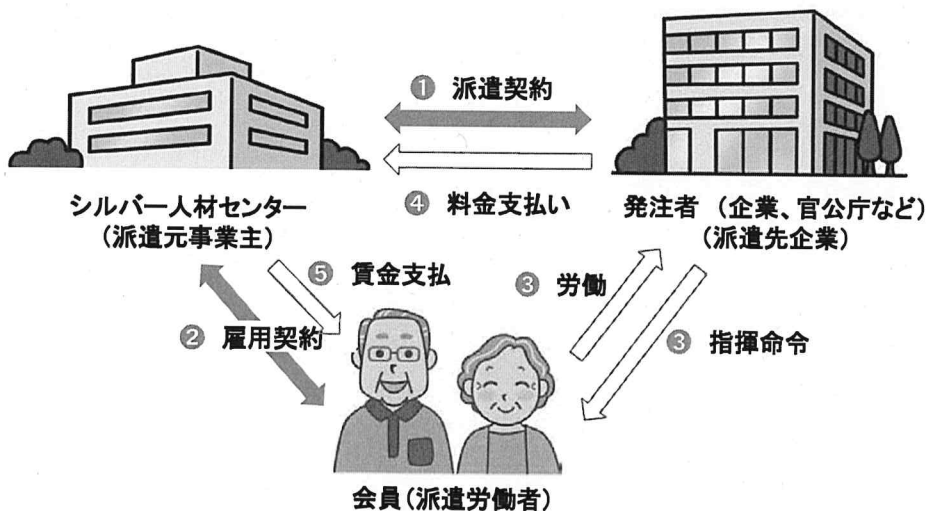 ❶ 派遣契約
❹ 料金支払い
シルバー人材センター
（派遣元事業主）
発注者 （企業、官公庁など）
（派遣先企業）
❺ 賃金支払
❸ 労働
❷ 雇用契約
❸ 指揮命令
会員（派遣労働者）